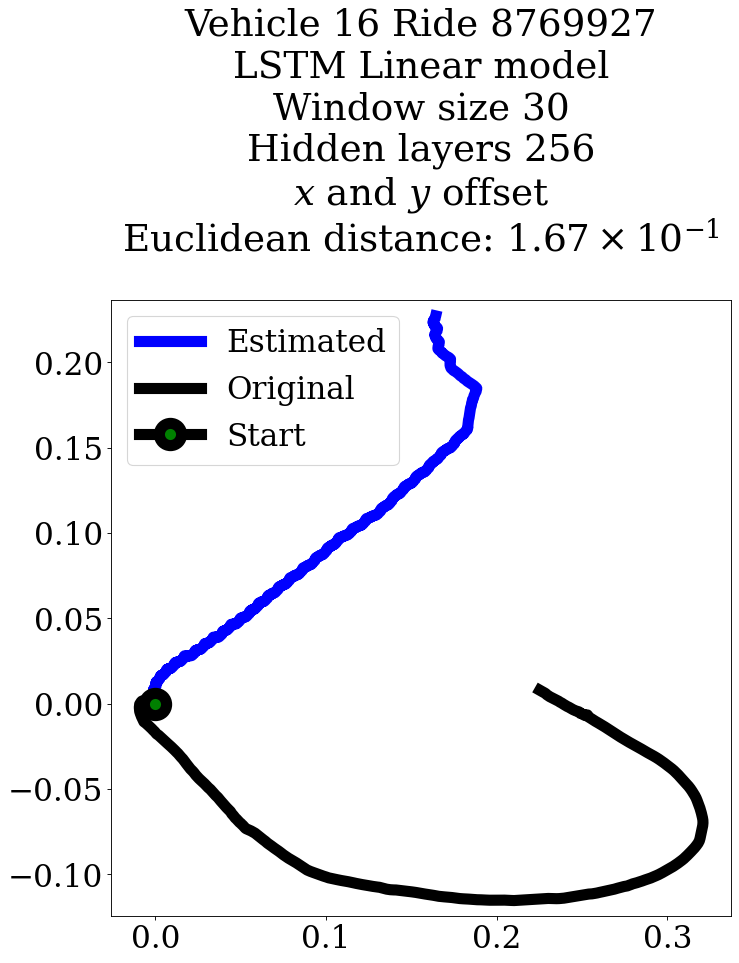 Vehicle 16 Ride 8769927
LSTM Linear model
Window size 30
Hidden layers 256
x and y offset
Euclidean distance: 1.67 × 10⁻¹
Estimated
Original
Start
0.20
0.15
0.10
0.05
0.00
−0.05
−0.10
0.0 0.1 0.2 0.3